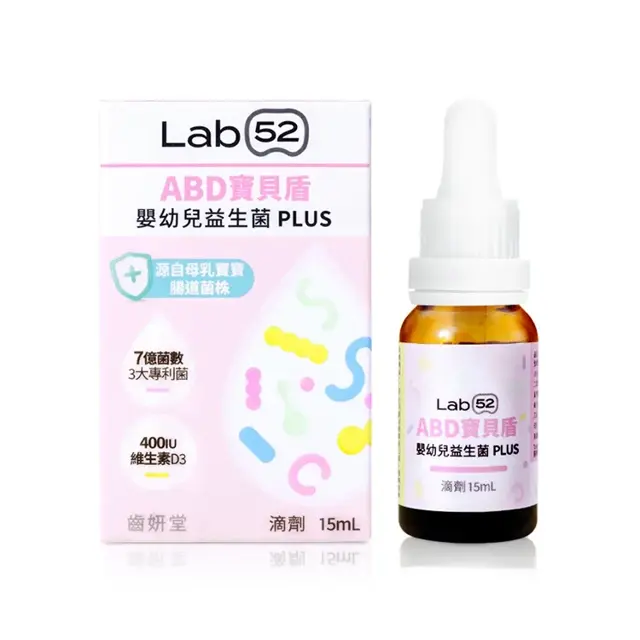 Lab52
ABD寶貝盾
嬰幼兒益生菌 PLUS
源自母乳寶寶
腸道菌株
7億菌數
3大專利菌
400IU
維生素D3
齒妍堂
滴劑 15mL
Lab52
ABD寶貝盾
嬰幼兒益生菌 PLUS
滴劑 15mL